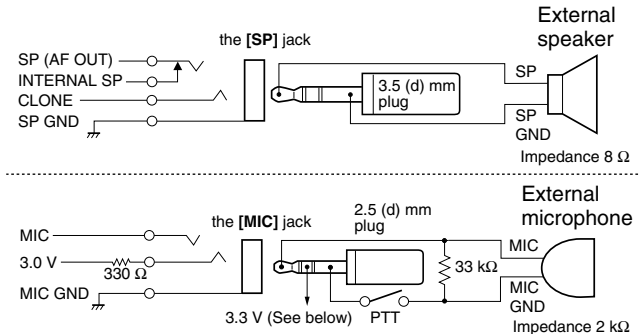 External
speaker
the [SP] jack
SP (AF OUT)
INTERNAL SP
CLONE
SP GND
3.5 (d) mm
plug
SP
SP
GND
Impedance 8 Ω
External
microphone
the [MIC] jack
2.5 (d) mm
plug
MIC
3.0 V
330 Ω
MIC GND
33 kΩ
MIC
MIC
GND
3.3 V (See below)
PTT
Impedance 2 kΩ